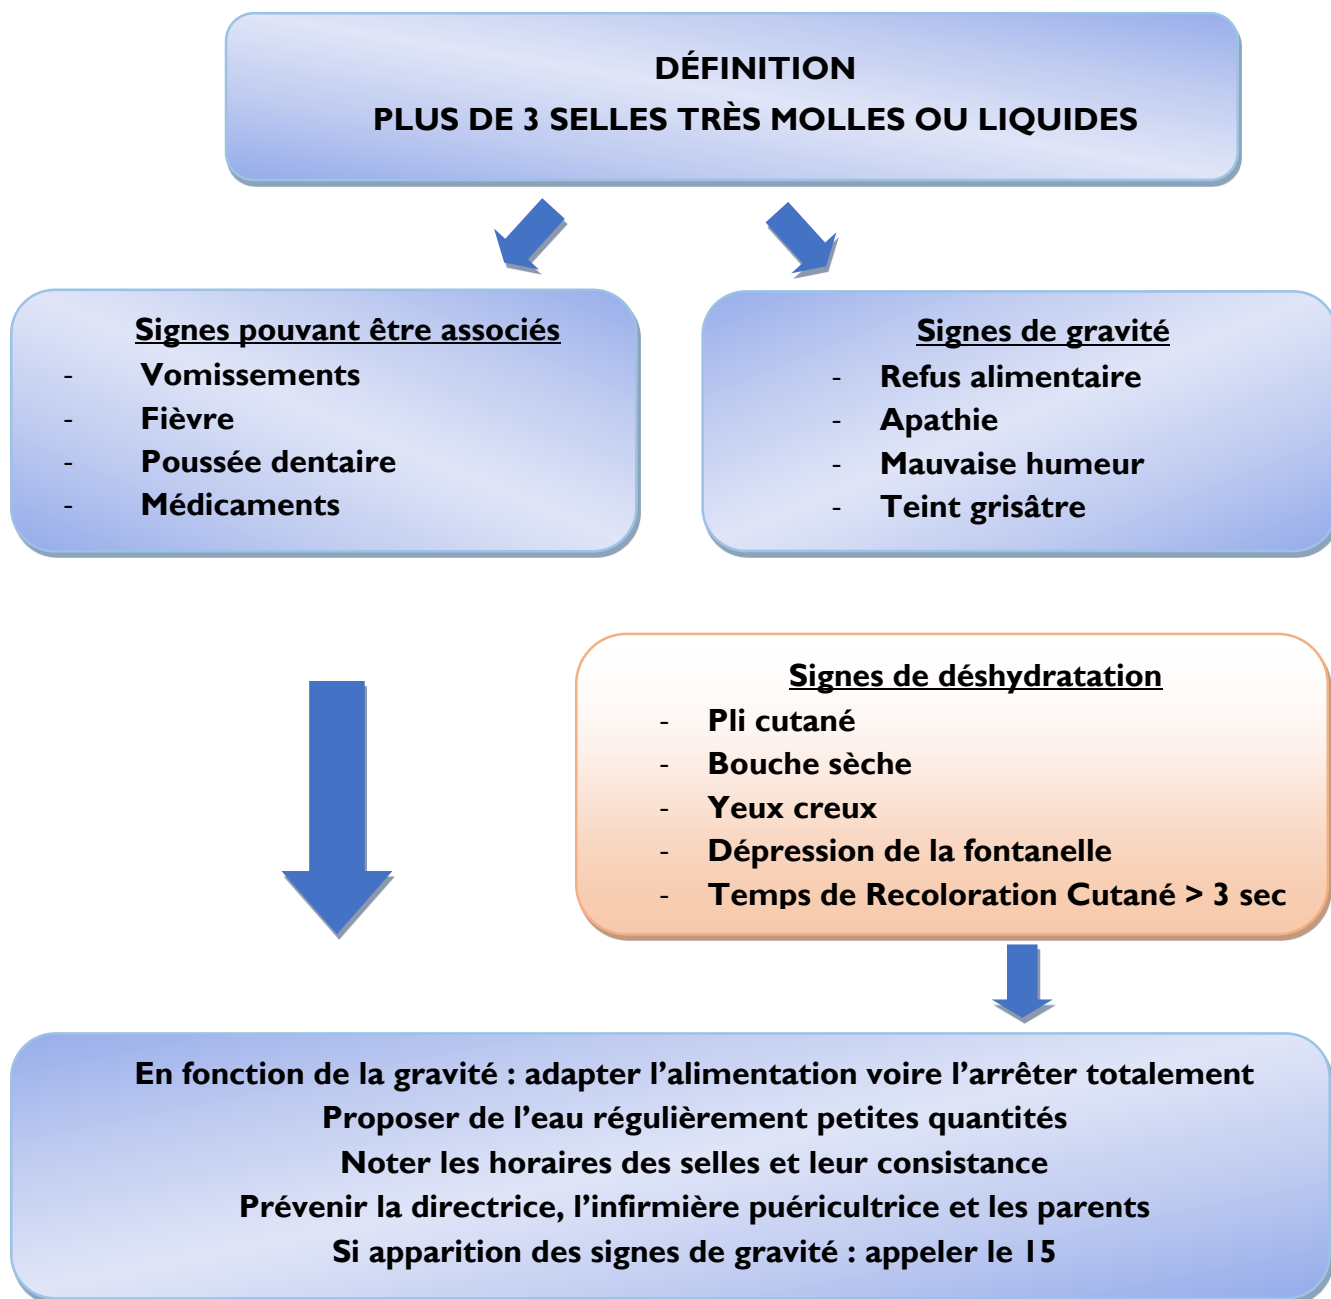 DÉFINITION
PLUS DE 3 SELLES TRÈS MOLLES OU LIQUIDES
Signes pouvant être associés
- Vomissements
- Fièvre
- Poussée dentaire
- Médicaments
Signes de gravité
- Refus alimentaire
- Apathie
- Mauvaise humeur
- Teint grisâtre
Signes de déshydratation
- Pli cutané
- Bouche sèche
- Yeux creux
- Dépression de la fontanelle
- Temps de Recoloration Cutané > 3 sec
En fonction de la gravité : adapter l’alimentation voire l’arrêter totalement
Proposer de l’eau régulièrement petites quantités
Noter les horaires des selles et leur consistance
Prévenir la directrice, l’infirmière puéricultrice et les parents
Si apparition des signes de gravité : appeler le 15